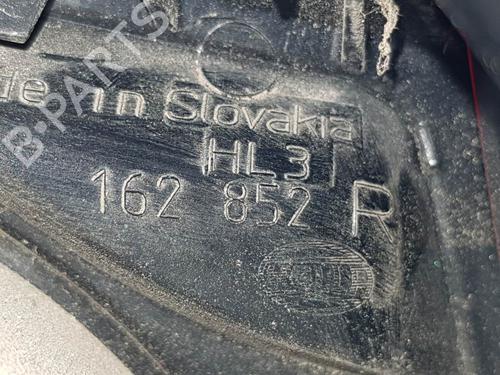 B-PARTS
de in Slovakia
HL3
162 852 R